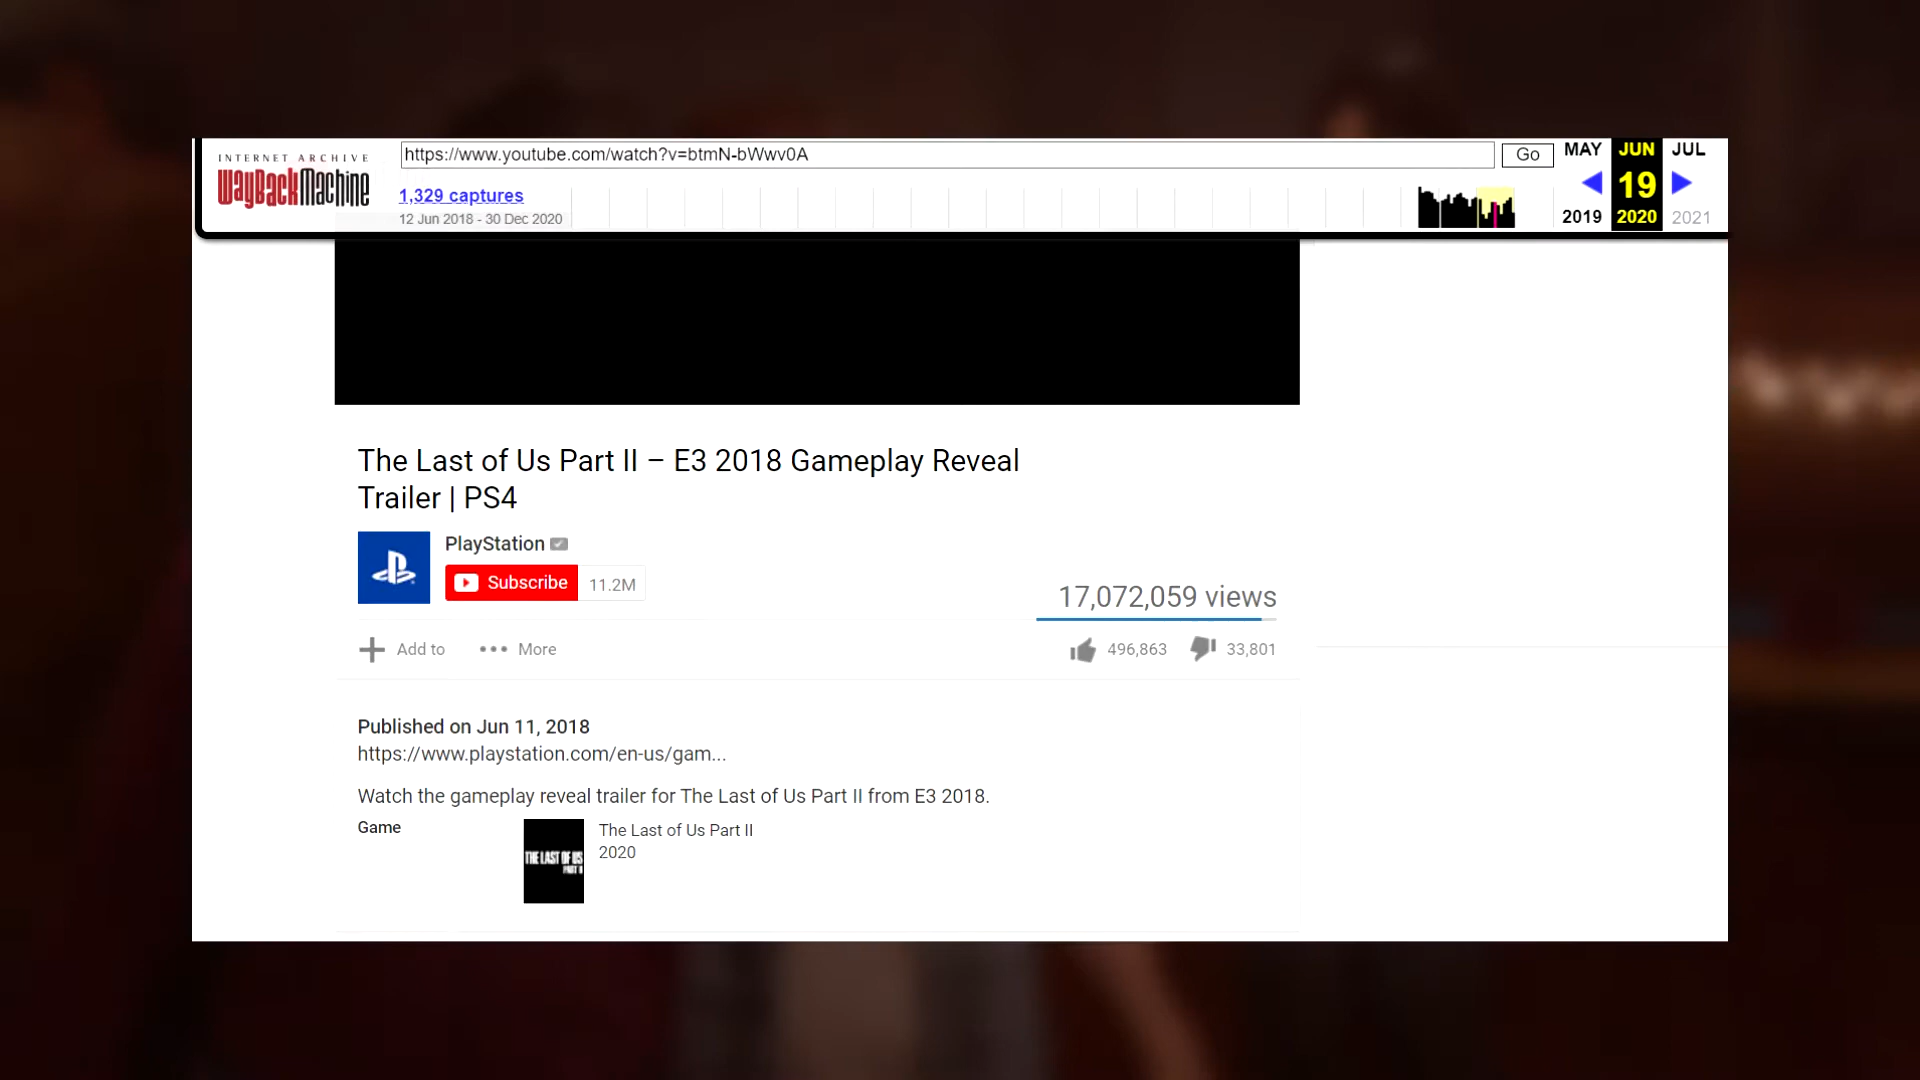 INTERNET ARCHIVE
WayBackMachine
https://www.youtube.com/watch?v=btmN-bWwv0A
Go
MAY
JUN
JUL
1,329 captures
19
12 Jun 2018 - 30 Dec 2020
2019
2020
2021
The Last of Us Part II – E3 2018 Gameplay Reveal
Trailer | PS4
PlayStation
Subscribe
11.2M
17,072,059 views
Add to
More
496,863
33,801
Published on Jun 11, 2018
https://www.playstation.com/en-us/gam...
Watch the gameplay reveal trailer for The Last of Us Part II from E3 2018.
Game
The Last of Us Part II
2020
THE LAST OF US
PART II